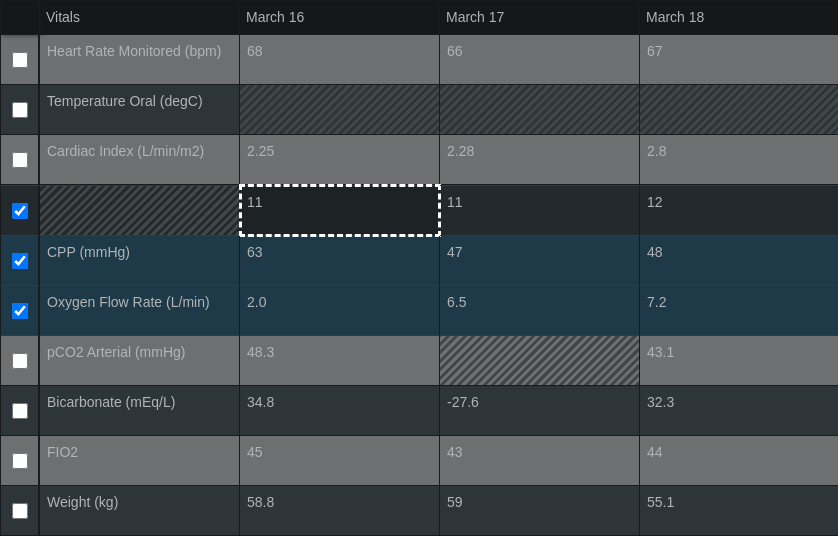 Vitals March 16 March 17 March 18
Heart Rate Monitored (bpm) 68 66 67
Temperature Oral (degC)
Cardiac Index (L/min/m2) 2.25 2.28 2.8
11 11 12
CPP (mmHg) 63 47 48
Oxygen Flow Rate (L/min) 2.0 6.5 7.2
pCO2 Arterial (mmHg) 48.3 43.1
Bicarbonate (mEq/L) 34.8 -27.6 32.3
FIO2 45 43 44
Weight (kg) 58.8 59 55.1